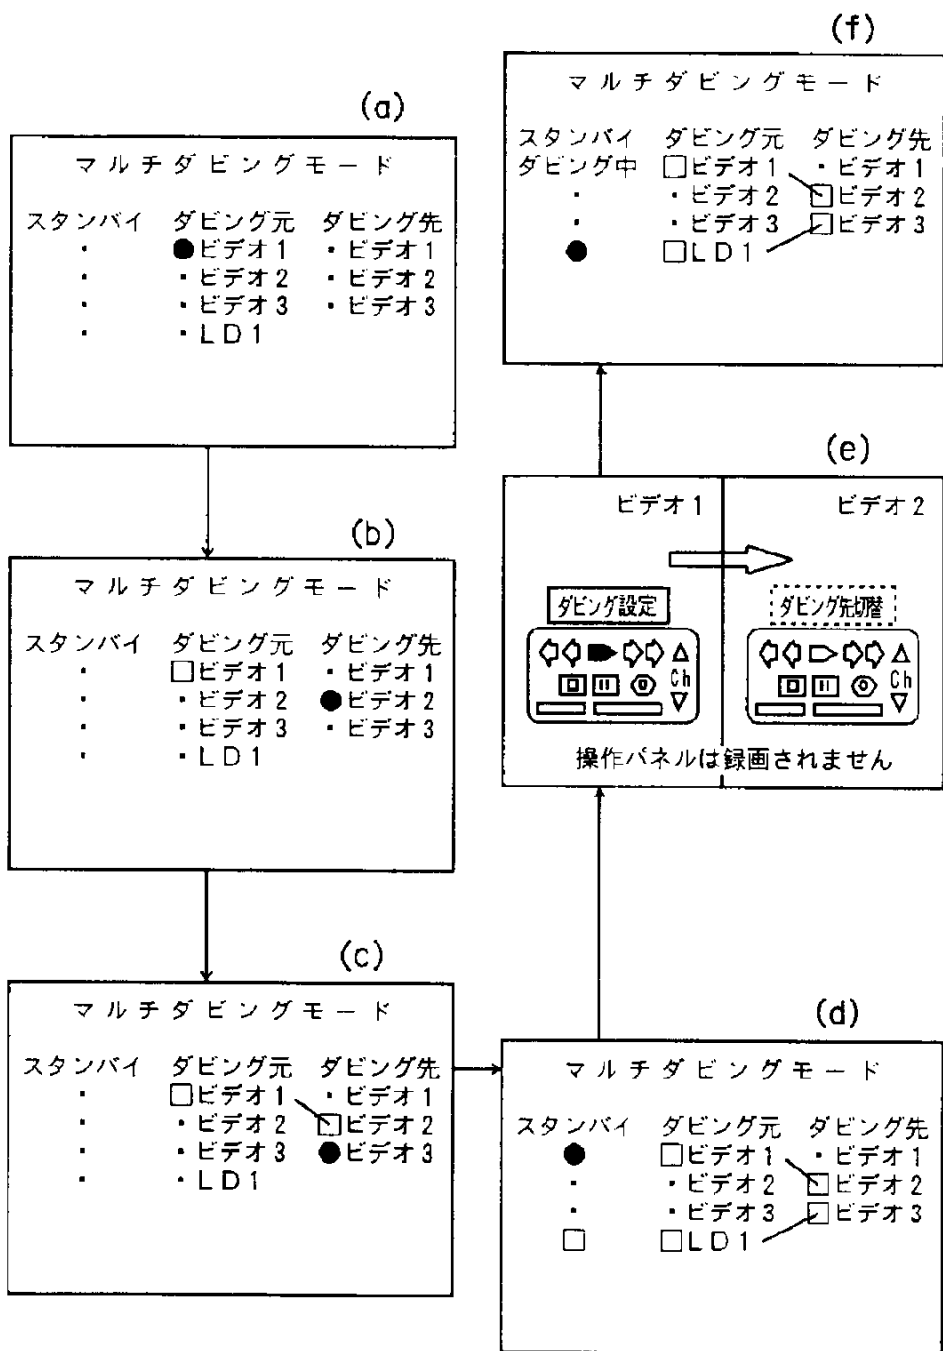 (a)
マルチダビングモード
スタンバイ ダビング元 ダビング先
・ ●ビデオ1 ・ビデオ1
・ ・ビデオ2 ・ビデオ2
・ ・ビデオ3 ・ビデオ3
・ ・LD1
(b)
マルチダビングモード
スタンバイ ダビング元 ダビング先
・ □ビデオ1 ・ビデオ1
・ ・ビデオ2 ●ビデオ2
・ ・ビデオ3 ・ビデオ3
・ ・LD1
(c)
マルチダビングモード
スタンバイ ダビング元 ダビング先
・ □ビデオ1 ・ビデオ1
・ ・ビデオ2 □ビデオ2
・ ・ビデオ3 ●ビデオ3
・ ・LD1
(d)
マルチダビングモード
スタンバイ ダビング元 ダビング先
● □ビデオ1 ・ビデオ1
・ ・ビデオ2 □ビデオ2
・ ・ビデオ3 □ビデオ3
□ □LD1
(e)
ビデオ1 ビデオ2
ダビング設定 ダビング先切替
Ch Ch
操作パネルは録画されません
(f)
マルチダビングモード
スタンバイ ダビング元 ダビング先
ダビング中 □ビデオ1 ・ビデオ1
・ ・ビデオ2 □ビデオ2
・ ・ビデオ3 □ビデオ3
● □LD1